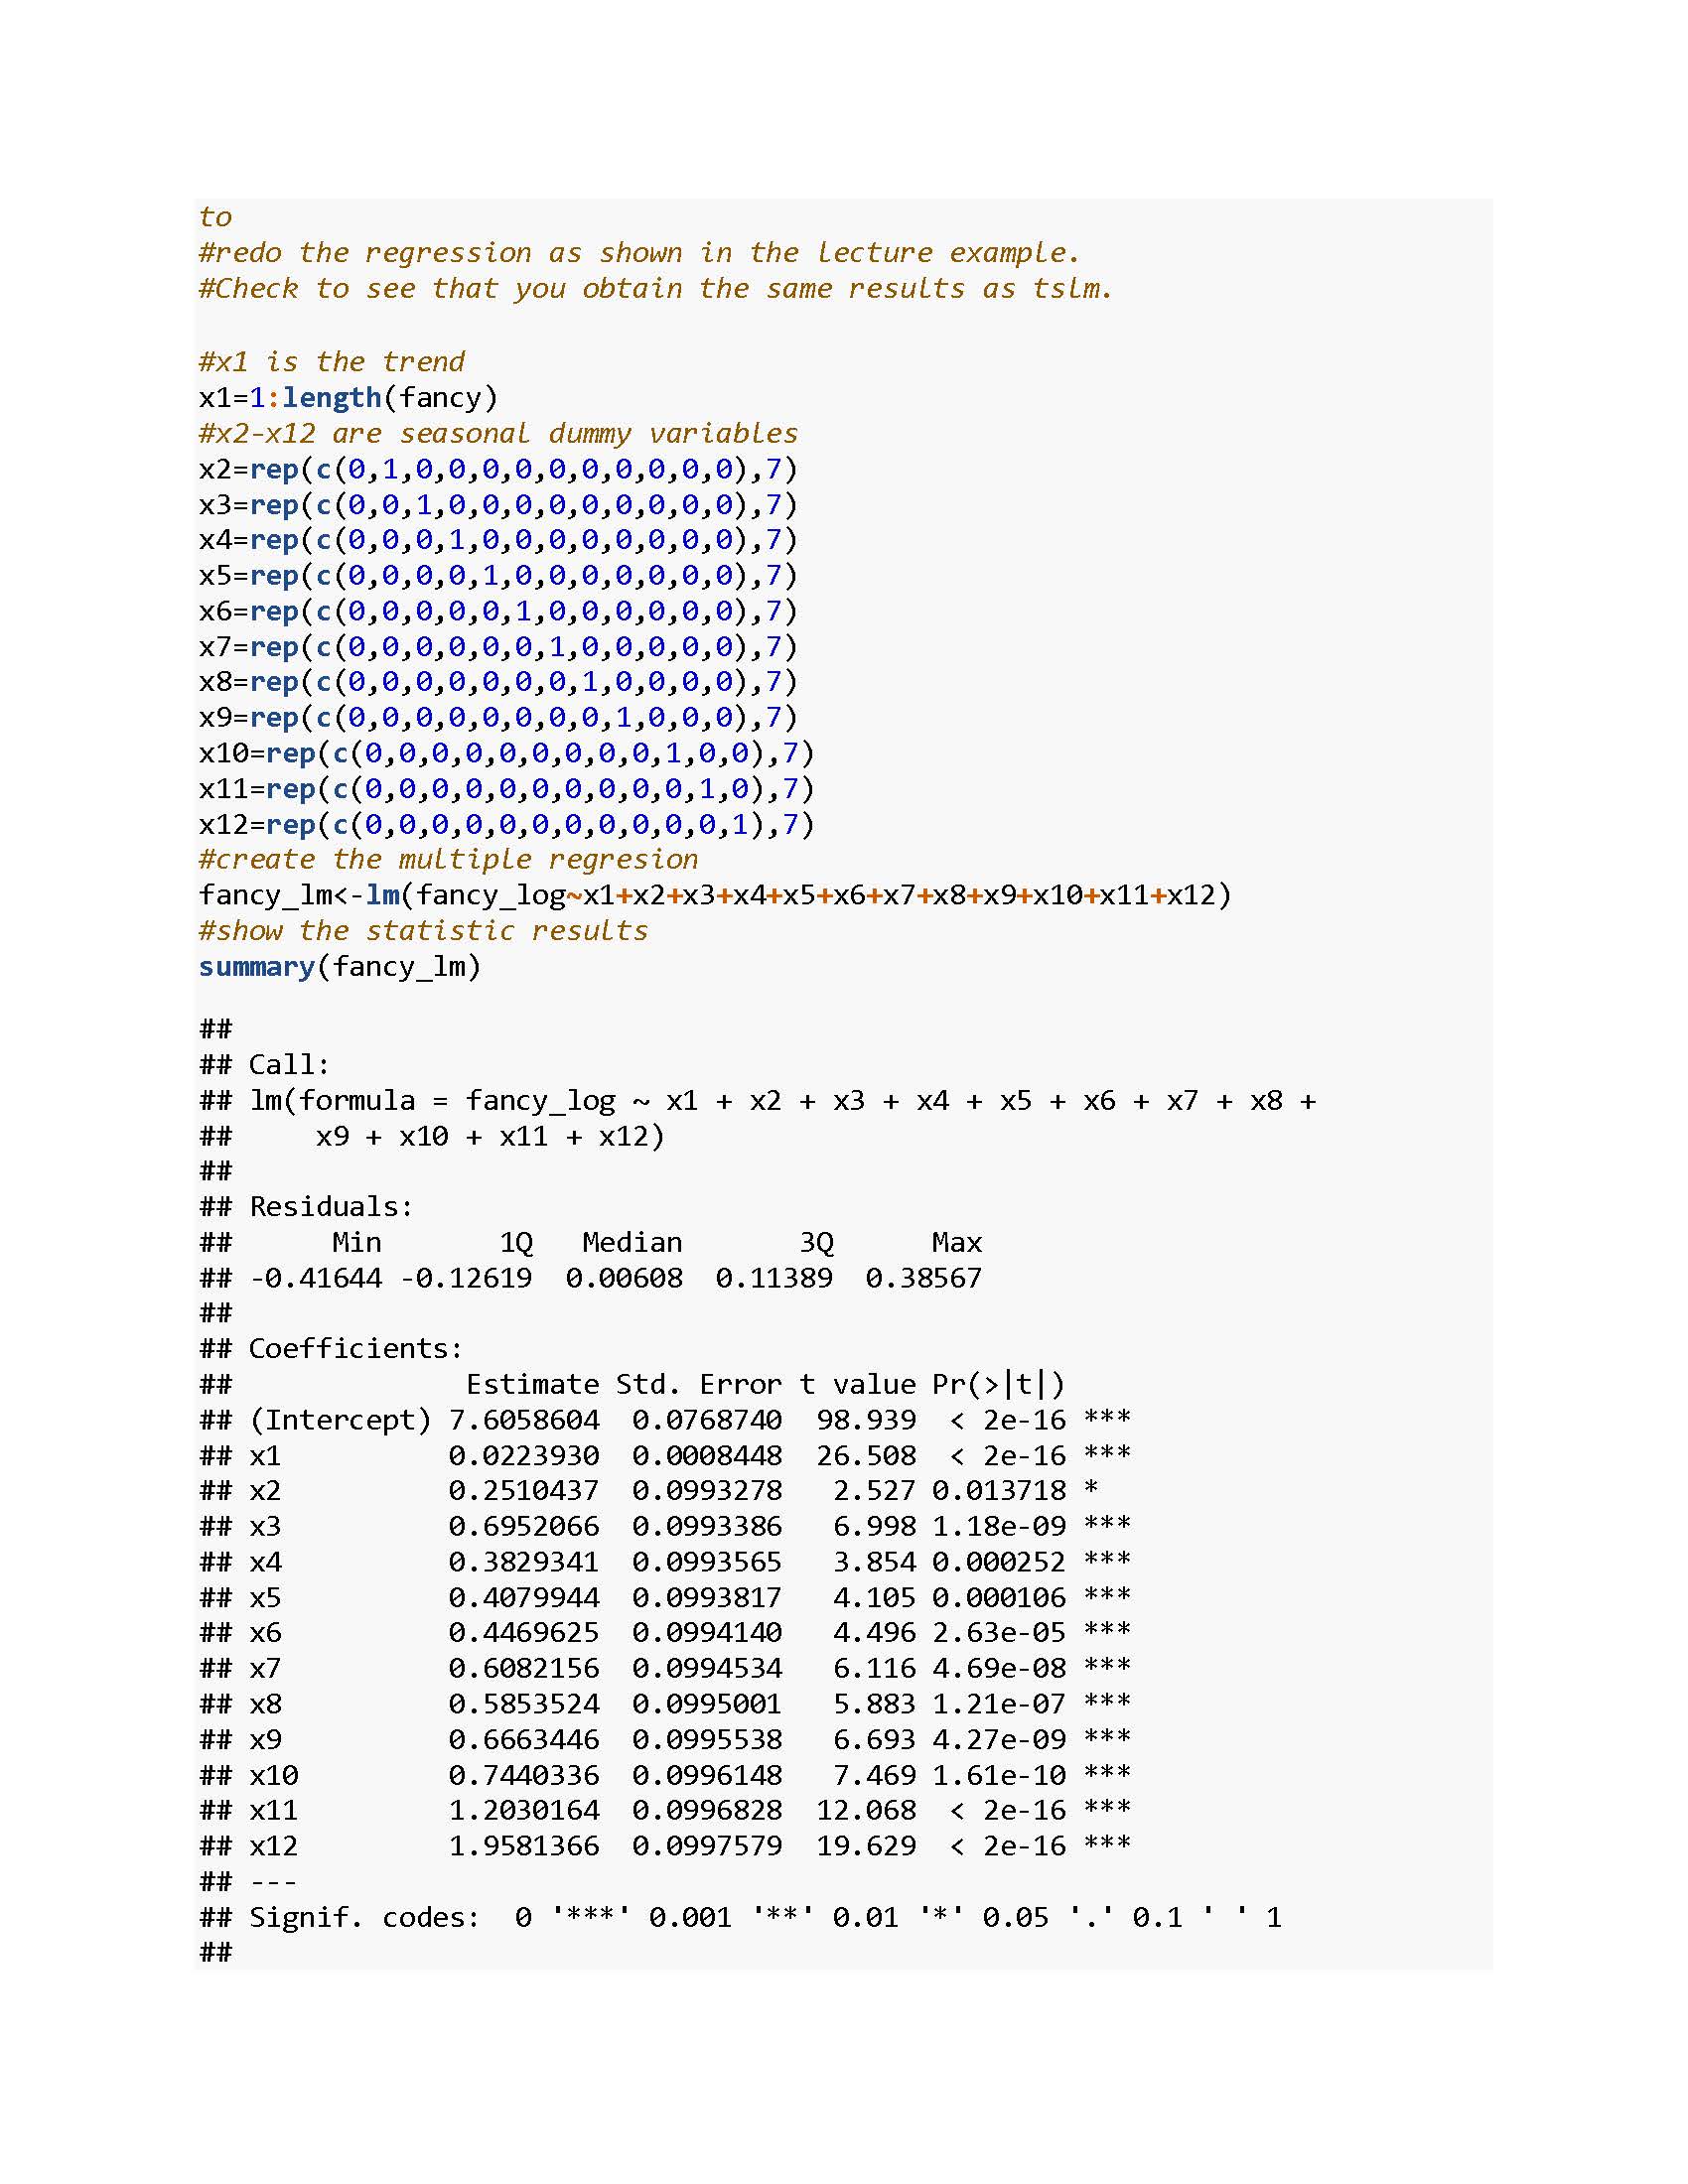 to
#redo the regression as shown in the lecture example.
#Check to see that you obtain the same results as tslm.
#x1 is the trend
x1=1:length(fancy)
#x2-x12 are seasonal dummy variables
x2=rep(c(0,1,0,0,0,0,0,0,0,0,0,0),7)
x3=rep(c(0,0,1,0,0,0,0,0,0,0,0,0),7)
x4=rep(c(0,0,0,1,0,0,0,0,0,0,0,0),7)
x5=rep(c(0,0,0,0,1,0,0,0,0,0,0,0),7)
x6=rep(c(0,0,0,0,0,1,0,0,0,0,0,0),7)
x7=rep(c(0,0,0,0,0,0,1,0,0,0,0,0),7)
x8=rep(c(0,0,0,0,0,0,0,1,0,0,0,0),7)
x9=rep(c(0,0,0,0,0,0,0,0,1,0,0,0),7)
x10=rep(c(0,0,0,0,0,0,0,0,0,1,0,0),7)
x11=rep(c(0,0,0,0,0,0,0,0,0,0,1,0),7)
x12=rep(c(0,0,0,0,0,0,0,0,0,0,0,1),7)
#create the multiple regresion
fancy_lm<-lm(fancy_log~x1+x2+x3+x4+x5+x6+x7+x8+x9+x10+x11+x12)
#show the statistic results
summary(fancy_lm)
##
## Call:
## lm(formula = fancy_log ~ x1 + x2 + x3 + x4 + x5 + x6 + x7 + x8 +
##     x9 + x10 + x11 + x12)
##
## Residuals:
##      Min       1Q   Median       3Q      Max
## -0.41644 -0.12619  0.00608  0.11389  0.38567
##
## Coefficients:
##              Estimate Std. Error t value Pr(>|t|)
## (Intercept) 7.6058604  0.0768740  98.939  < 2e-16 ***
## x1          0.0223930  0.0008448  26.508  < 2e-16 ***
## x2          0.2510437  0.0993278   2.527 0.013718 *
## x3          0.6952066  0.0993386   6.998 1.18e-09 ***
## x4          0.3829341  0.0993565   3.854 0.000252 ***
## x5          0.4079944  0.0993817   4.105 0.000106 ***
## x6          0.4469625  0.0994140   4.496 2.63e-05 ***
## x7          0.6082156  0.0994534   6.116 4.69e-08 ***
## x8          0.5853524  0.0995001   5.883 1.21e-07 ***
## x9          0.6663446  0.0995538   6.693 4.27e-09 ***
## x10         0.7440336  0.0996148   7.469 1.61e-10 ***
## x11         1.2030164  0.0996828  12.068  < 2e-16 ***
## x12         1.9581366  0.0997579  19.629  < 2e-16 ***
## ---
## Signif. codes:  0 '***' 0.001 '**' 0.01 '*' 0.05 '.' 0.1 ' ' 1
##